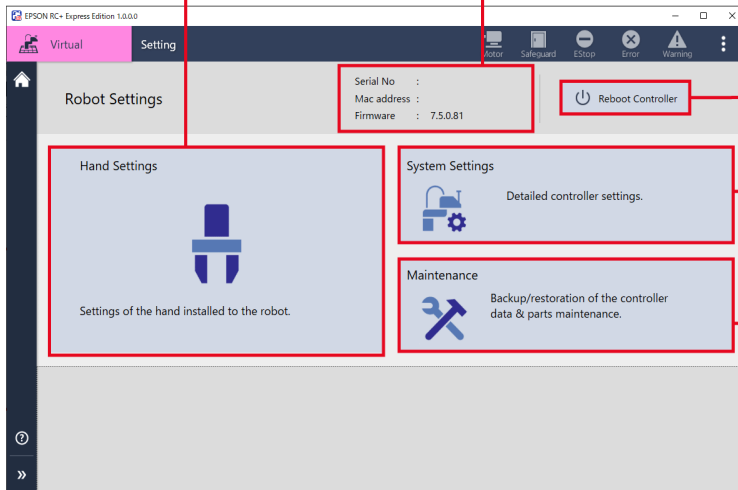 EPSON RC+ Express Edition 1.0.0.0
Virtual
Setting
Motor
Safeguard
EStop
Error
Warning
Robot Settings
Serial No :
Mac address :
Firmware : 7.5.0.81
Reboot Controller
Hand Settings
Settings of the hand installed to the robot.
System Settings
Detailed controller settings.
Maintenance
Backup/restoration of the controller
data & parts maintenance.